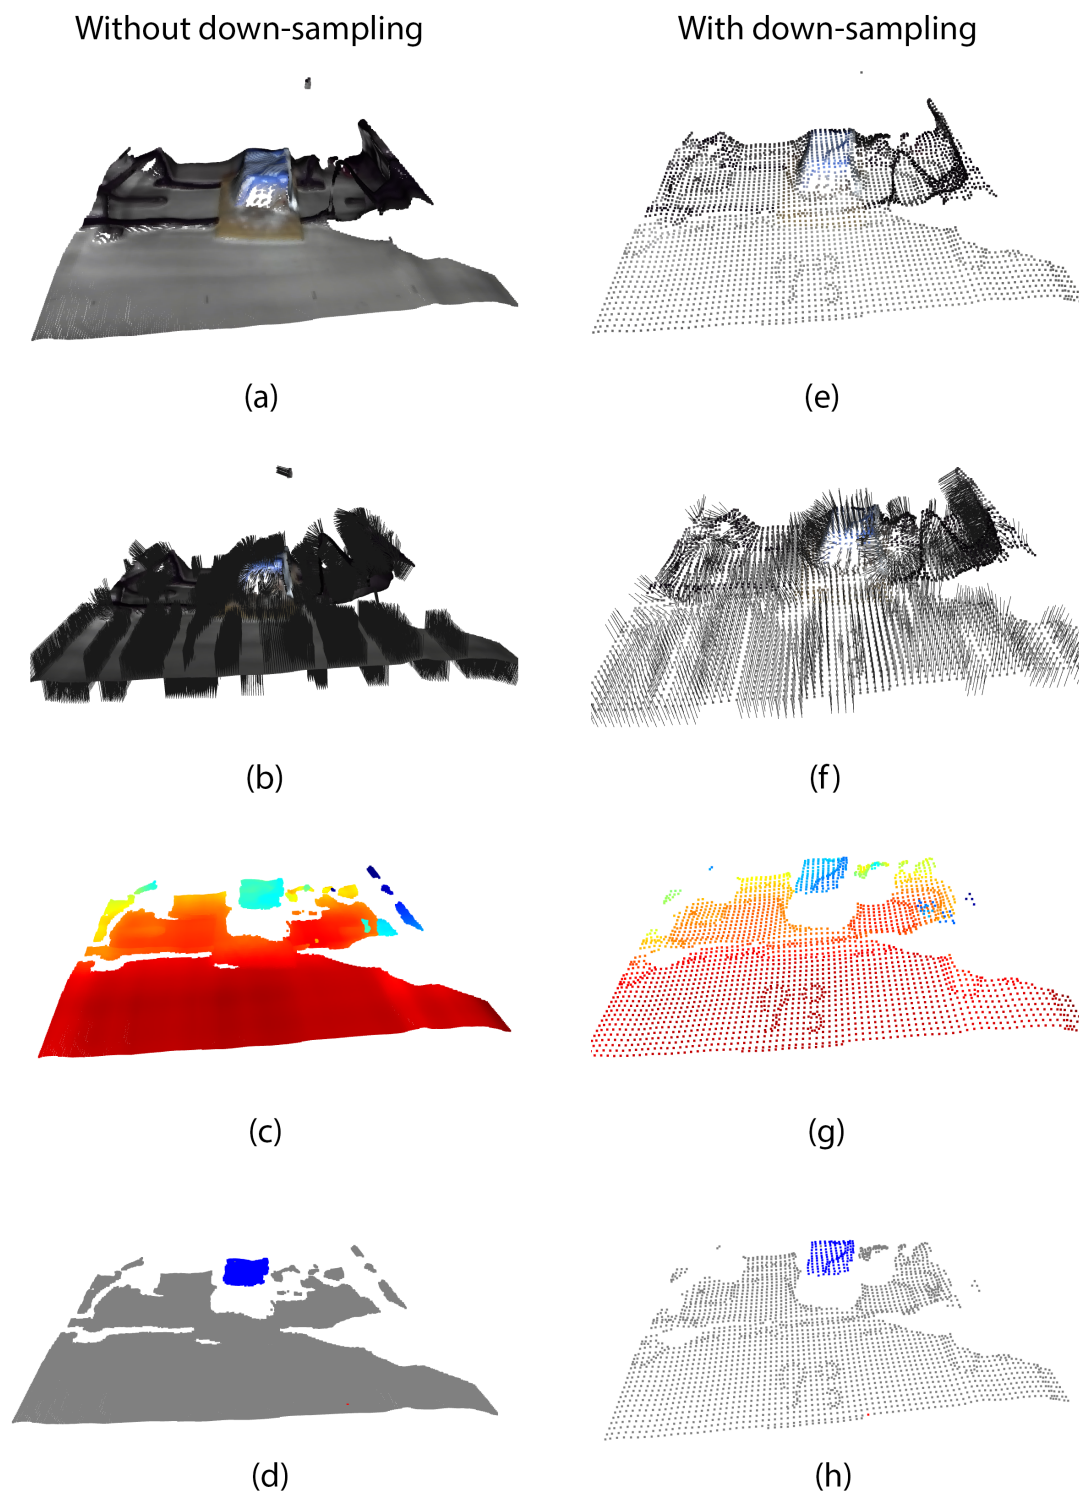 Without down-sampling
With down-sampling
(a)
(e)
(b)
(f)
(c)
(g)
(d)
(h)